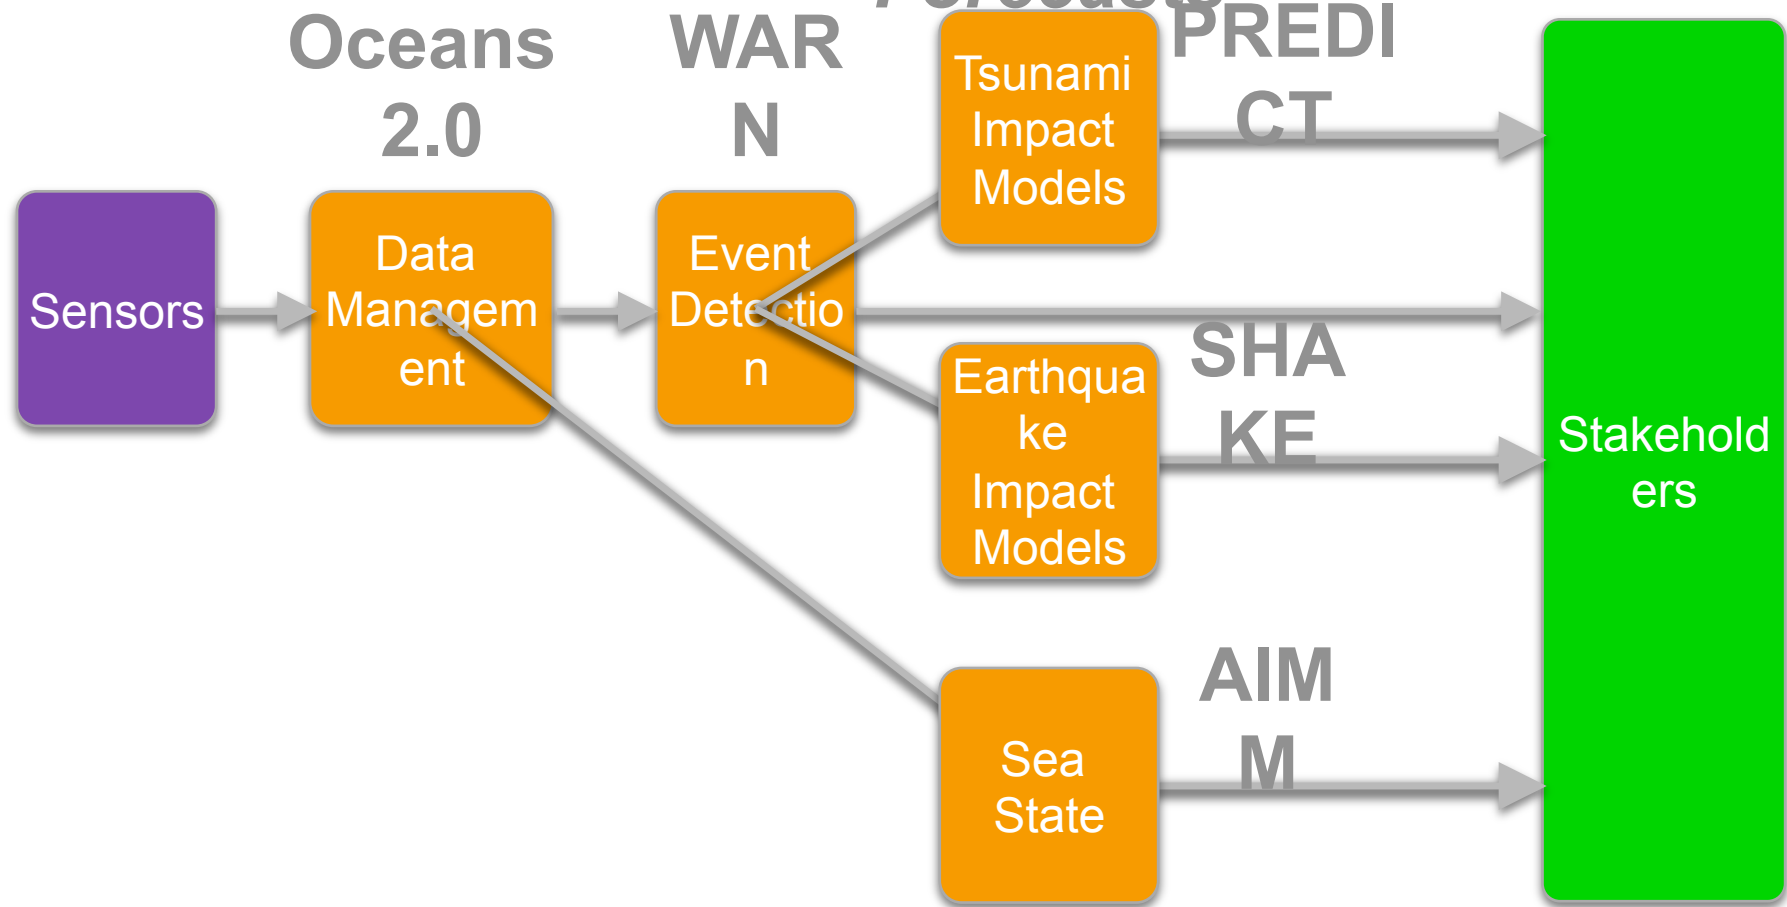 Forecasts
Oceans
2.0
WAR
N
PREDI
CT
Tsunami
Impact
Models
Sensors
Data
Managem
ent
Event
Detectio
n
SHA
KE
Earthqua
ke
Impact
Models
Stakehold
ers
AIM
M
Sea
State